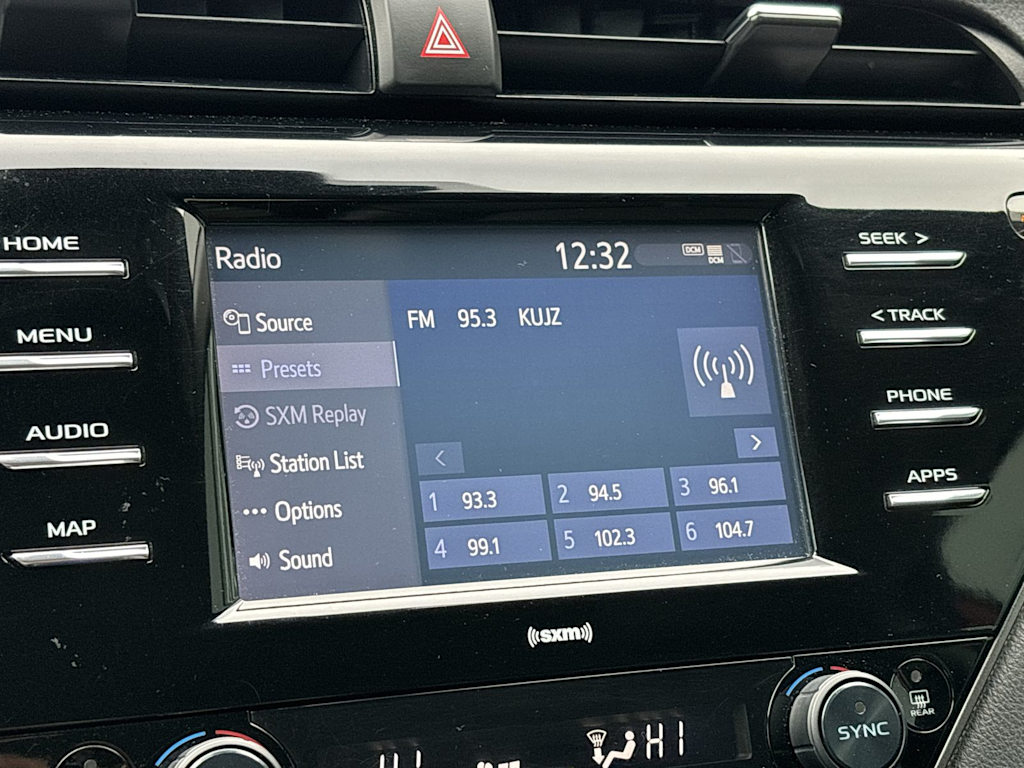 HOME
MENU
AUDIO
MAP
Radio
12:32
DCM
DCM
Source
Presets
SXM Replay
Station List
Options
Sound
FM 95.3 KUJZ
<
>
1 93.3
2 94.5
3 96.1
4 99.1
5 102.3
6 104.7
SEEK >
< TRACK
PHONE
APPS
sxm
HI
SYNC
REAR